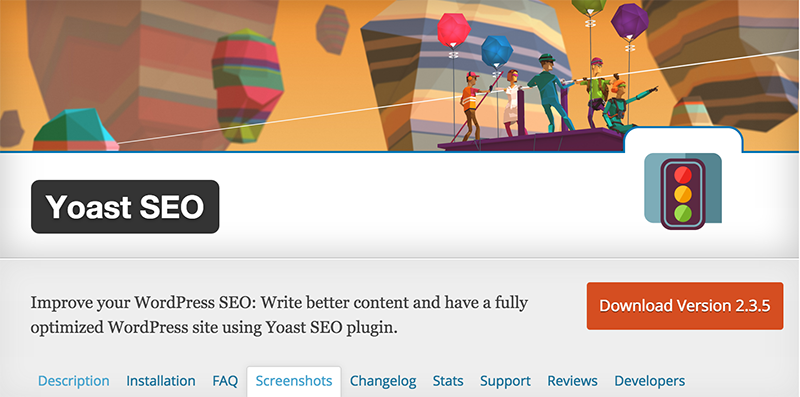 Yoast SEO
Improve your WordPress SEO: Write better content and have a fully
optimized WordPress site using Yoast SEO plugin.
Download Version 2.3.5
Description Installation FAQ Screenshots Changelog Stats Support Reviews Developers